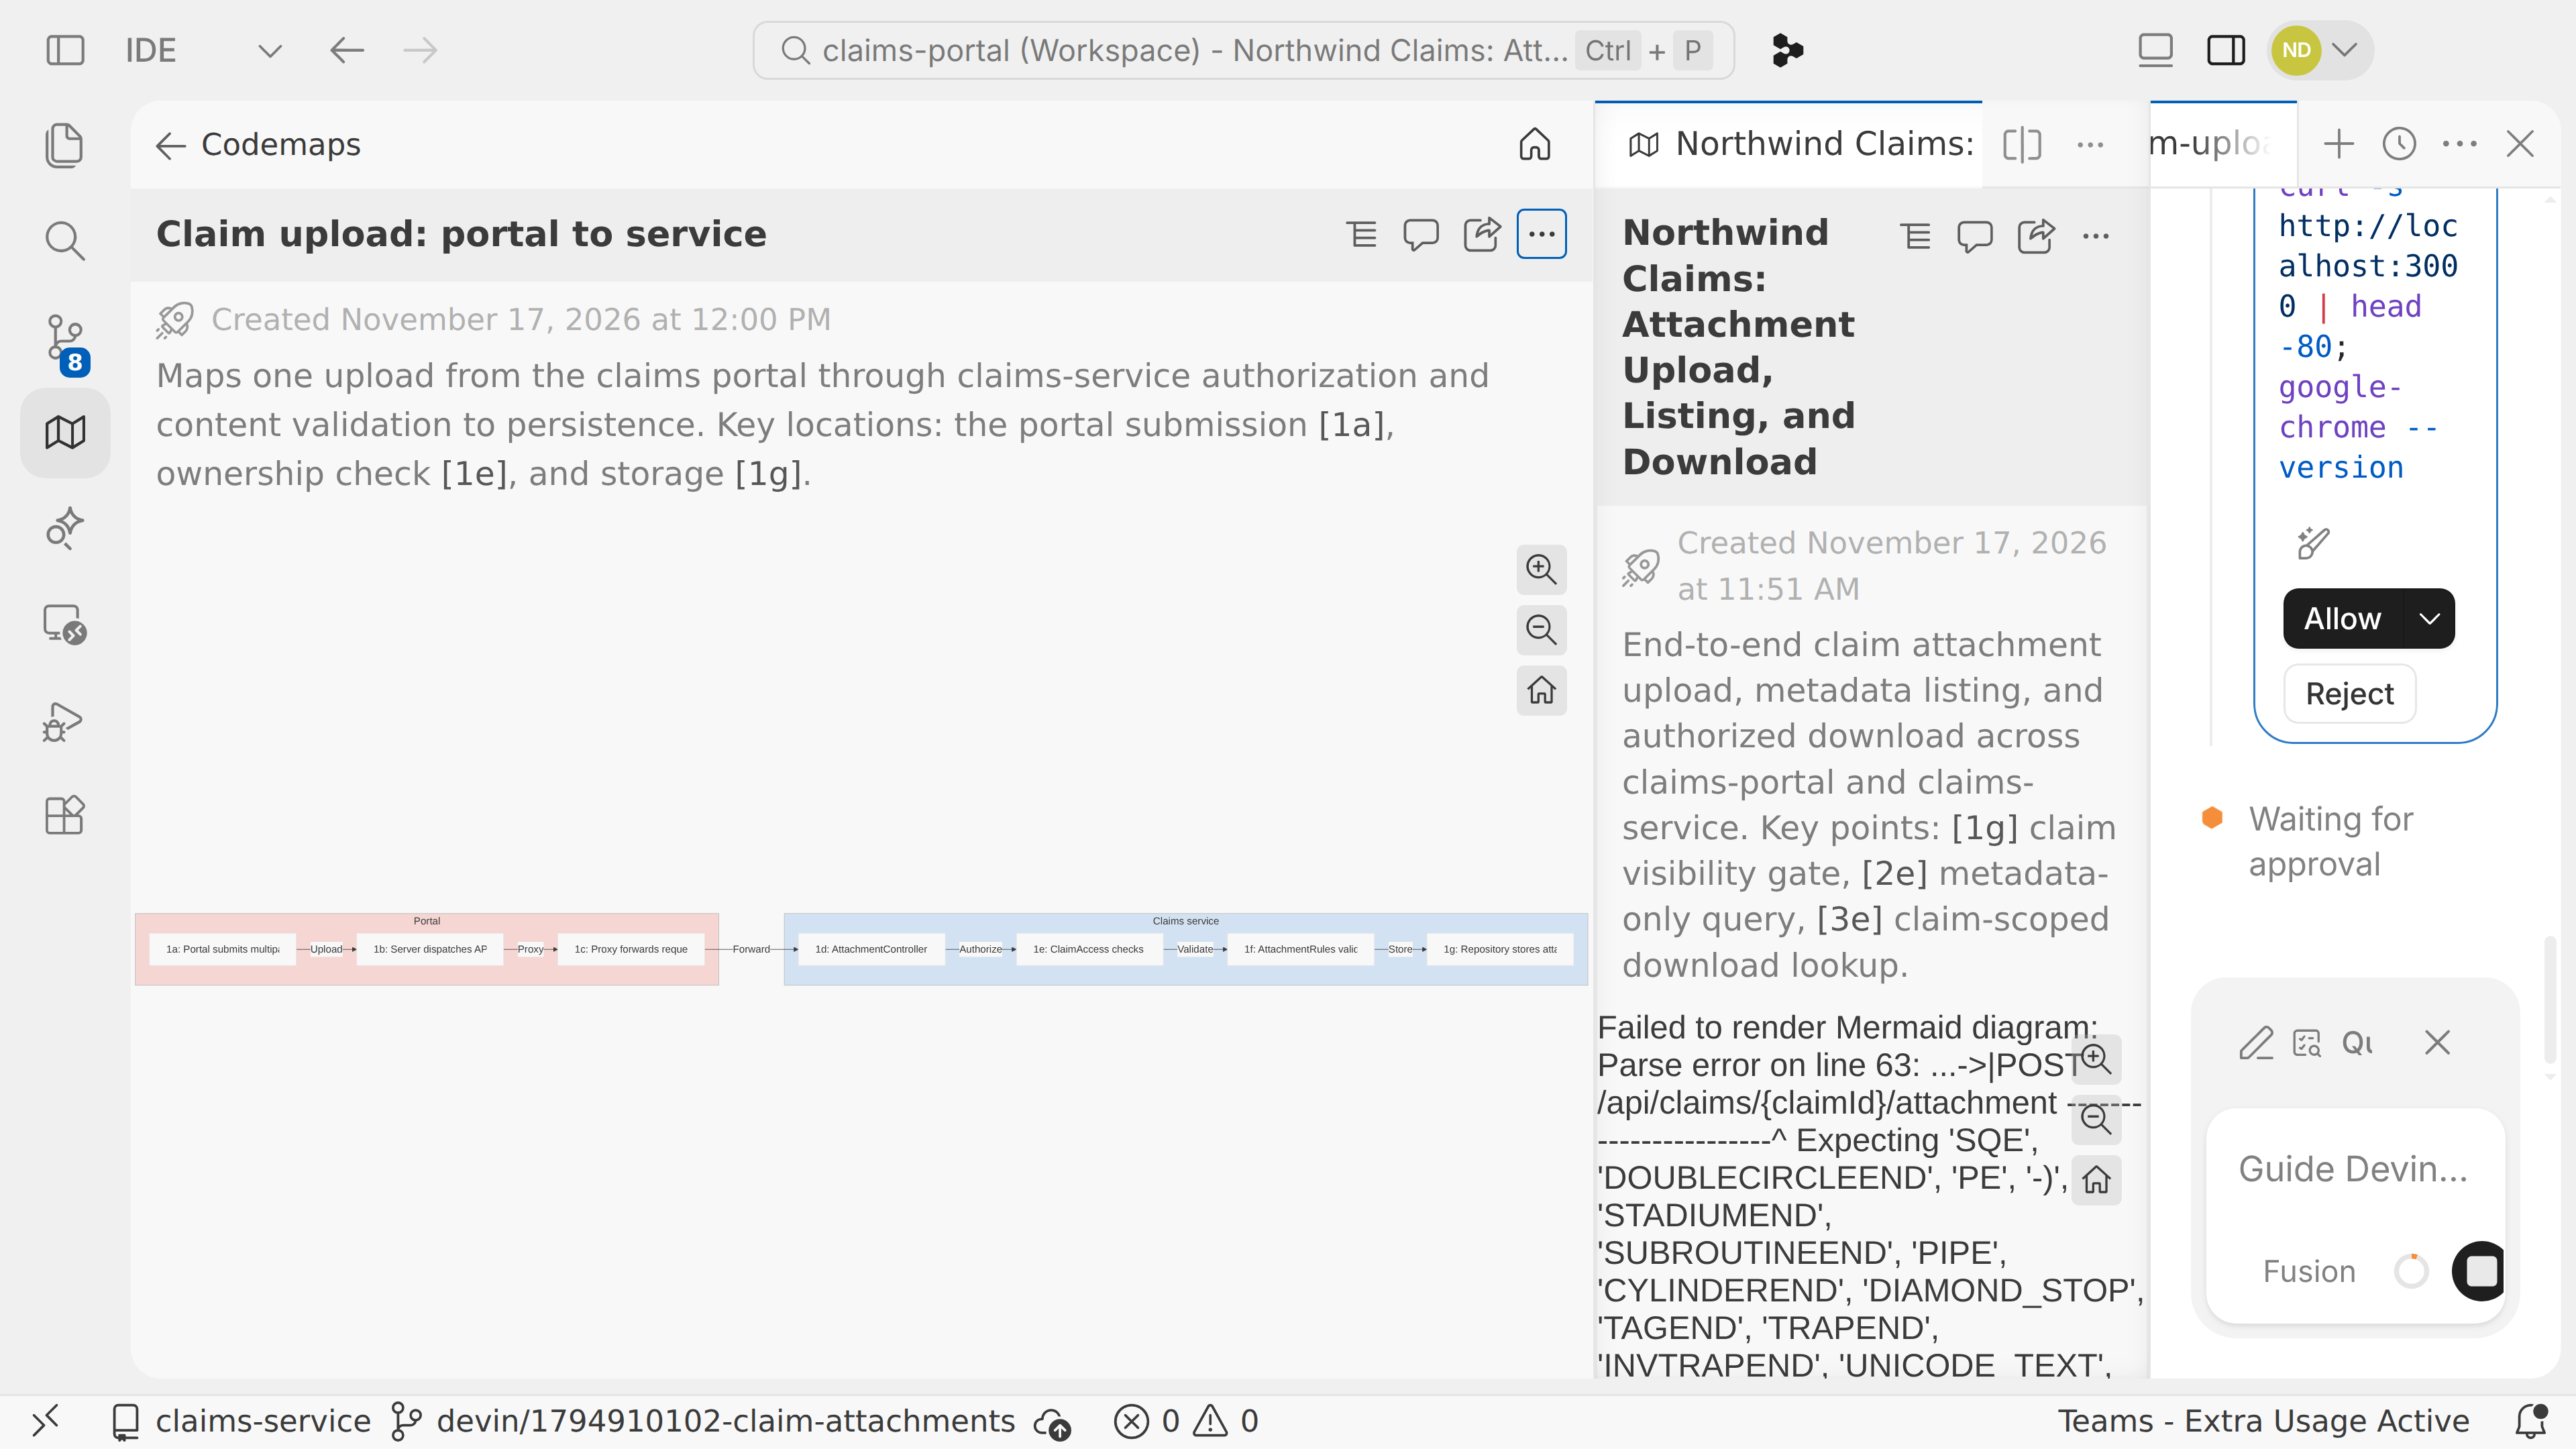 IDE
claims-portal (Workspace) - Northwind Claims: Att... Ctrl + P
ND
Codemaps
Claim upload: portal to service
Created November 17, 2026 at 12:00 PM
Maps one upload from the claims portal through claims-service authorization and
content validation to persistence. Key locations: the portal submission [1a],
ownership check [1e], and storage [1g].
8
Portal
1a: Portal submits multip
Upload
1b: Server dispatches AP
Proxy
1c: Proxy forwards reque
Forward
Claims service
1d: AttachmentController
Authorize
1e: ClaimAccess checks
Validate
1f: AttachmentRules valid
Store
1g: Repository stores atta
Northwind Claims:
Northwind
Claims:
Attachment
Upload,
Listing, and
Download
Created November 17, 2026
at 11:51 AM
End-to-end claim attachment
upload, metadata listing, and
authorized download across
claims-portal and claims-
service. Key points: [1g] claim
visibility gate, [2e] metadata-
only query, [3e] claim-scoped
download lookup.
Failed to render Mermaid diagram:
Parse error on line 63: ...->|POST
/api/claims/{claimId}/attachment -------
----------------^ Expecting 'SQE',
'DOUBLECIRCLEEND', 'PE', '-)',
'STADIUMEND',
'SUBROUTINEEND', 'PIPE',
'CYLINDEREND', 'DIAMOND_STOP',
'TAGEND', 'TRAPEND',
'INVTRAPEND', 'UNICODE_TEXT',
m-uploa
curl -s
http://loc
alhost:300
0 | head
-80;
google-
chrome --
version
Allow
Reject
Waiting for
approval
Qu
Guide Devin...
Fusion
claims-service devin/1794910102-claim-attachments 0 0
Teams - Extra Usage Active